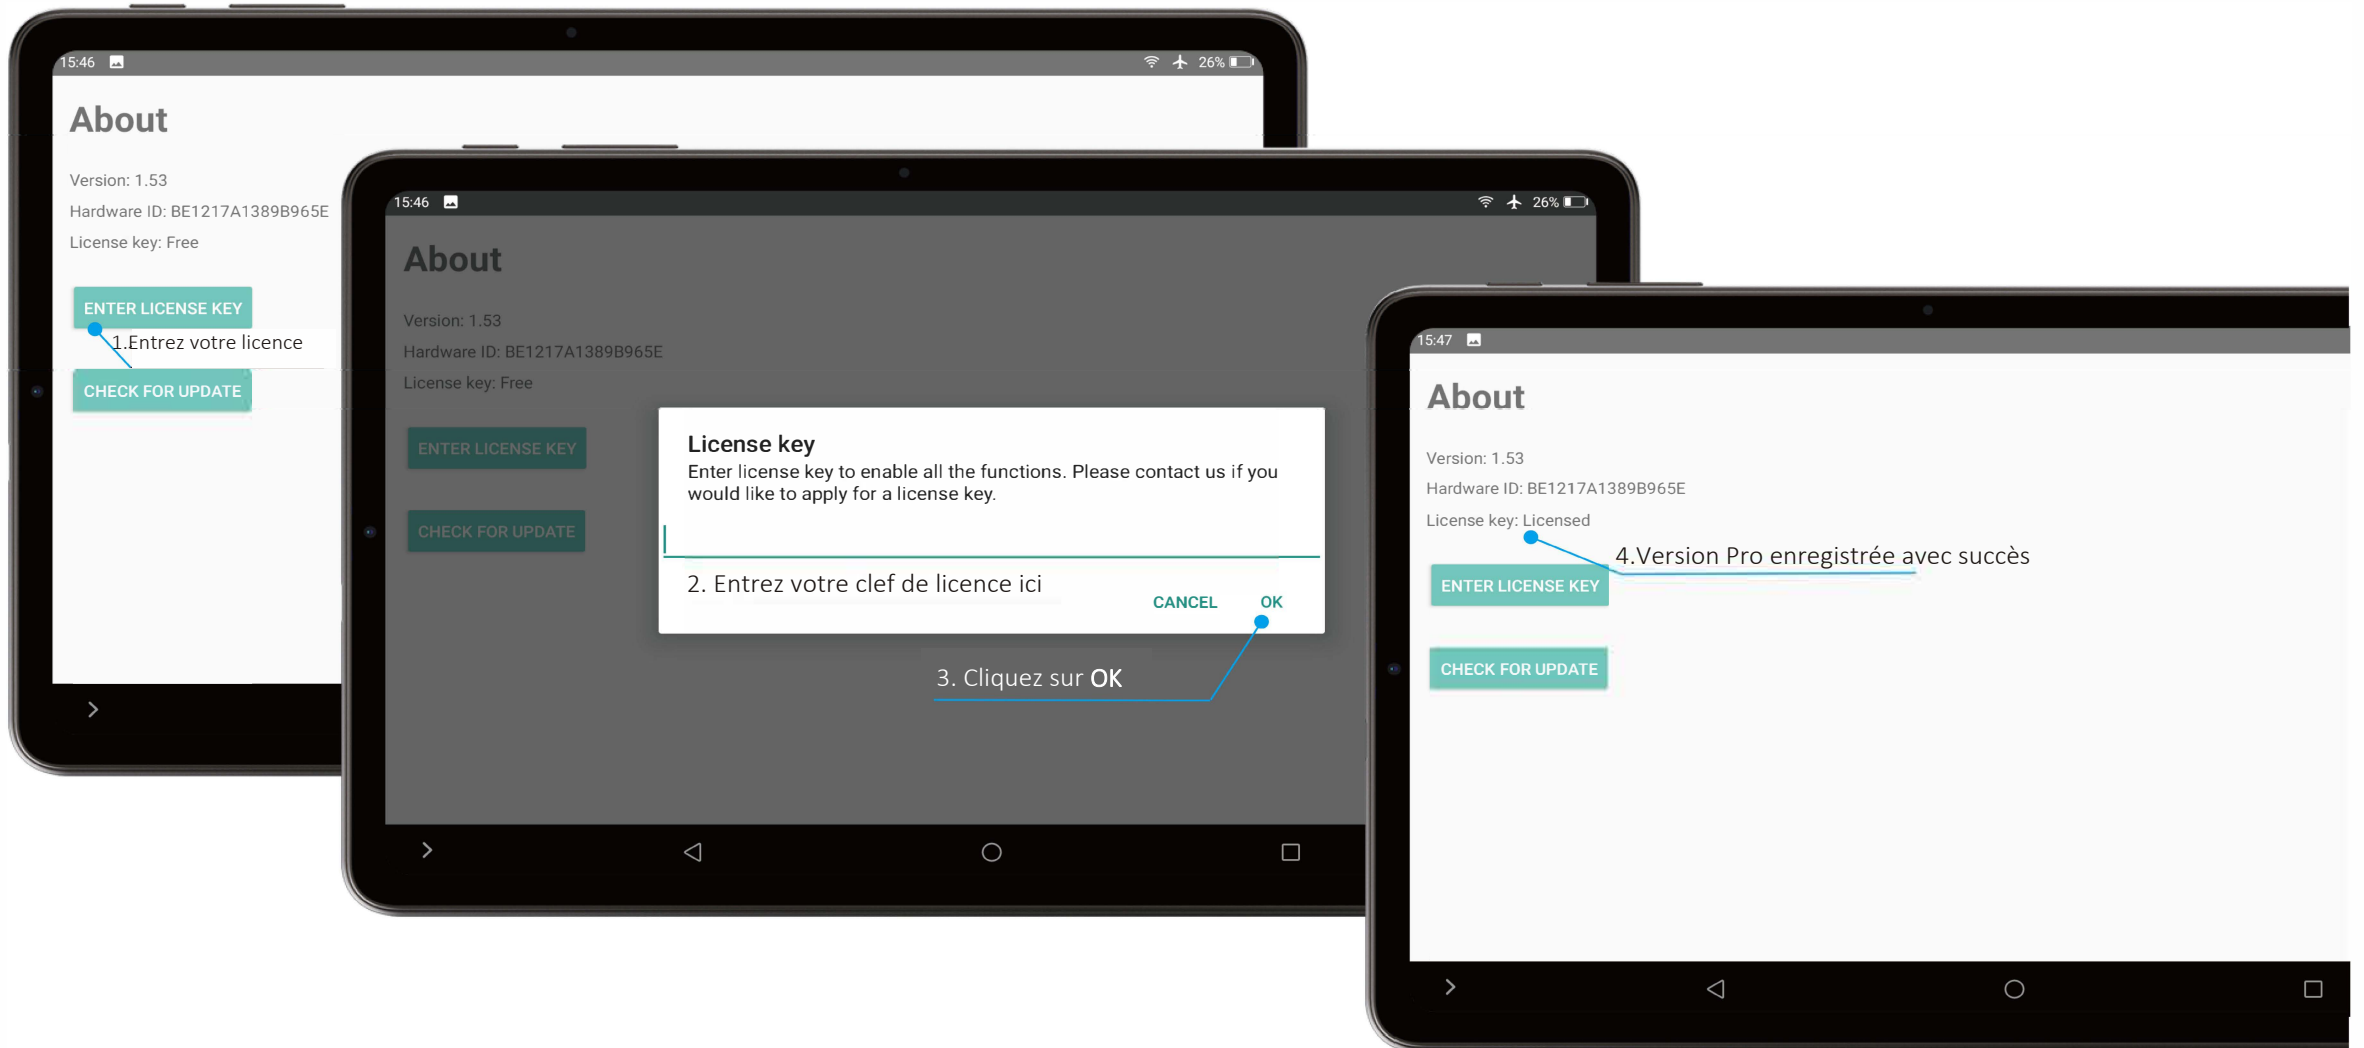 15:46
26%
About
Version: 1.53
Hardware ID: BE1217A1389B965E
License key: Free
ENTER LICENSE KEY
1.Entrez votre licence
CHECK FOR UPDATE
15:46
26%
About
Version: 1.53
Hardware ID: BE1217A1389B965E
License key: Free
ENTER LICENSE KEY
CHECK FOR UPDATE
License key
Enter license key to enable all the functions. Please contact us if you
would like to apply for a license key.
2. Entrez votre clef de licence ici
CANCEL OK
3. Cliquez sur OK
15:47
About
Version: 1.53
Hardware ID: BE1217A1389B965E
License key: Licensed
4.Version Pro enregistrée avec succès
ENTER LICENSE KEY
CHECK FOR UPDATE